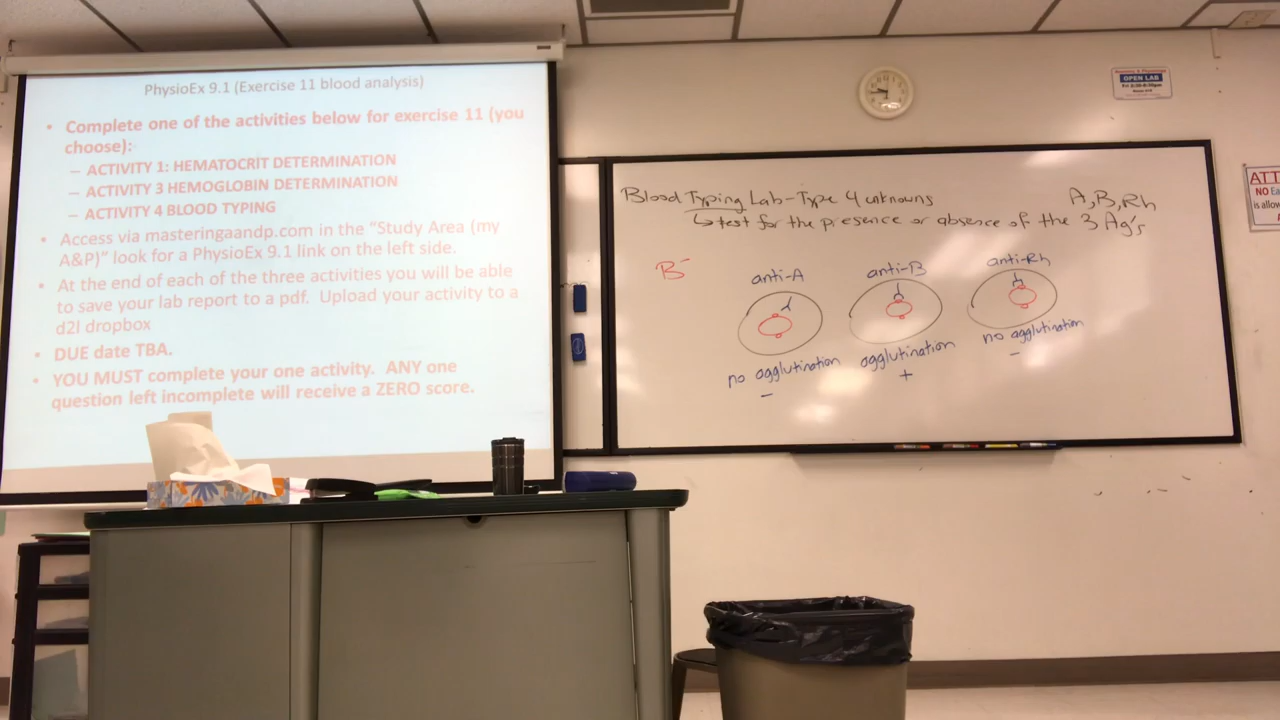 PhysioEx 9.1 (Exercise 11 blood analysis)
• Complete one of the activities below for exercise 11 (you
choose):
– ACTIVITY 1: HEMATOCRIT DETERMINATION
– ACTIVITY 3 HEMOGLOBIN DETERMINATION
– ACTIVITY 4 BLOOD TYPING
• Access via masteringaandp.com in the "Study Area (my
A&P)" look for a PhysioEx 9.1 link on the left side.
• At the end of each of the three activities you will be able
to save your lab report to a pdf. Upload your activity to a
d2l dropbox
• DUE date TBA.
• YOU MUST complete your one activity. ANY one
question left incomplete will receive a ZERO score.
Blood Typing Lab-Type 4 unknowns
A,B,Rh
↳test for the presence or absence of the 3 Ag's
B-
anti-A
anti-B
anti-Rh
no agglutination
agglutination
no agglutination
-
+
-
OPEN LAB
ATT
NO Ea
is allow